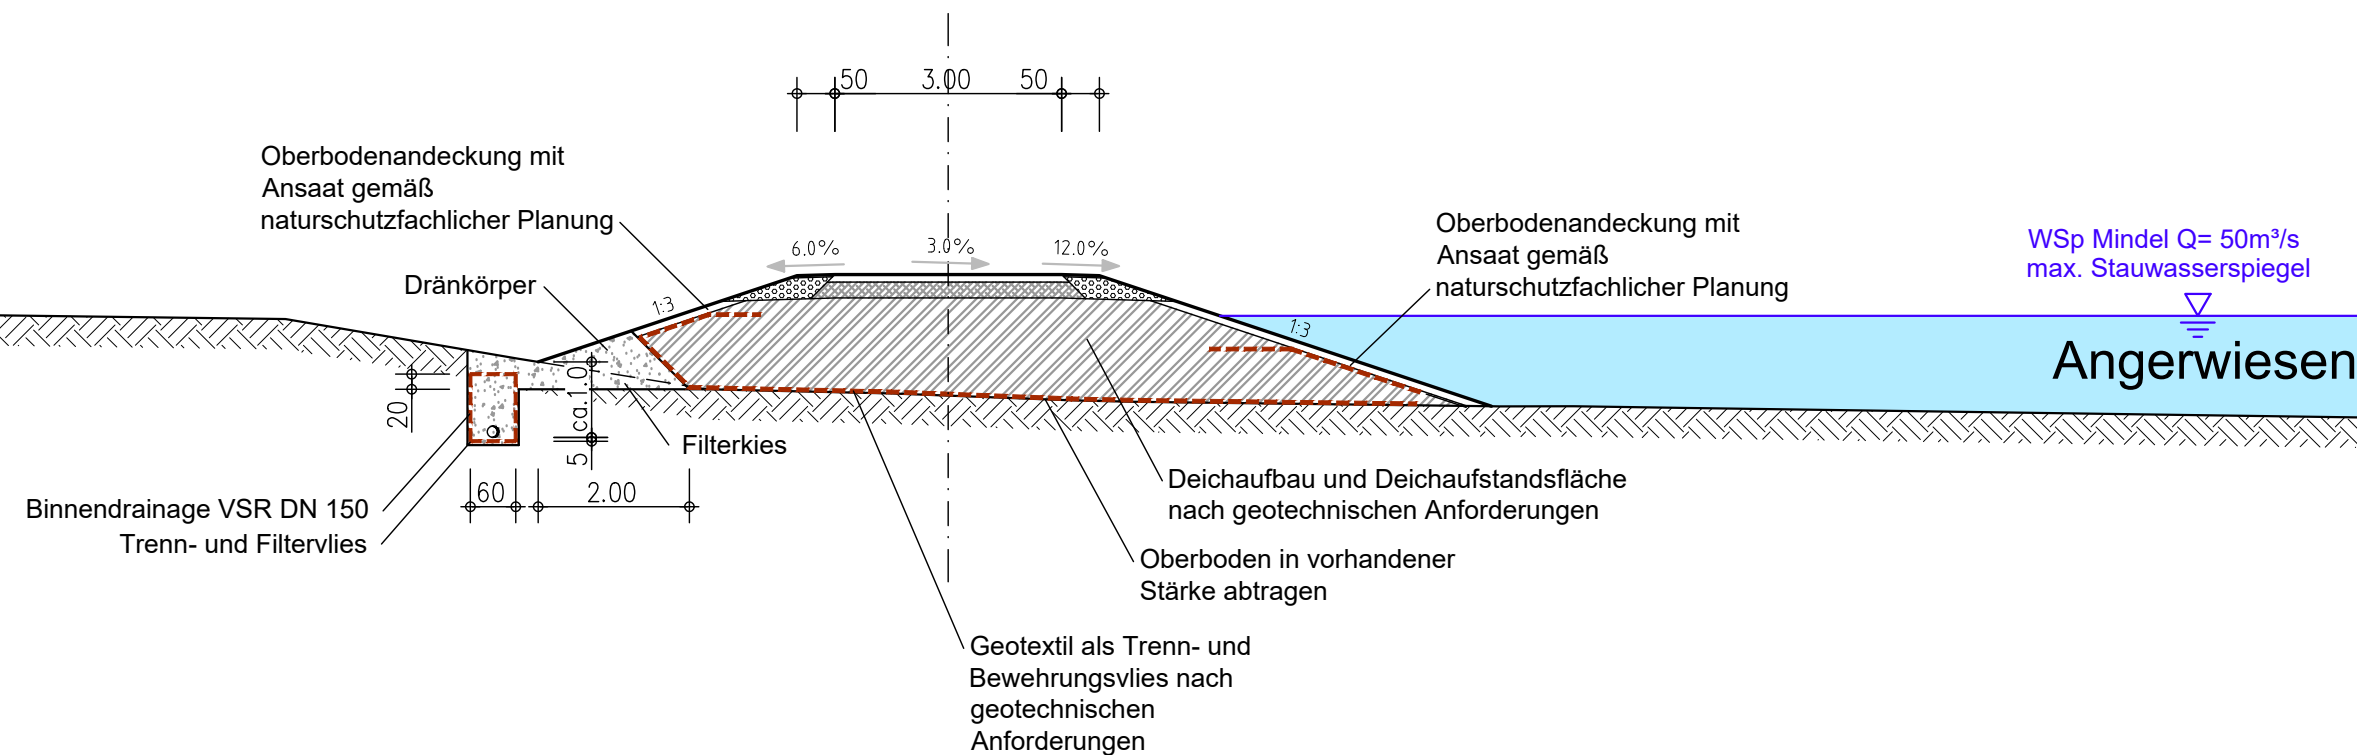 50 3.00 50
Oberbodenandeckung mit
Ansaat gemäß
naturschutzfachlicher Planung
Dränkörper
6.0% 3.0% 12.0%
1:3
1:3
Oberbodenandeckung mit
Ansaat gemäß
naturschutzfachlicher Planung
WSp Mindel Q= 50m³/s
max. Stauwasserspiegel
Angerwiesen
20
ca.1.0
5
Filterkies
60
2.00
Binnendrainage VSR DN 150
Trenn- und Filtervlies
Deichaufbau und Deichaufstandsfläche
nach geotechnischen Anforderungen
Oberboden in vorhandener
Stärke abtragen
Geotextil als Trenn- und
Bewehrungsvlies nach
geotechnischen
Anforderungen